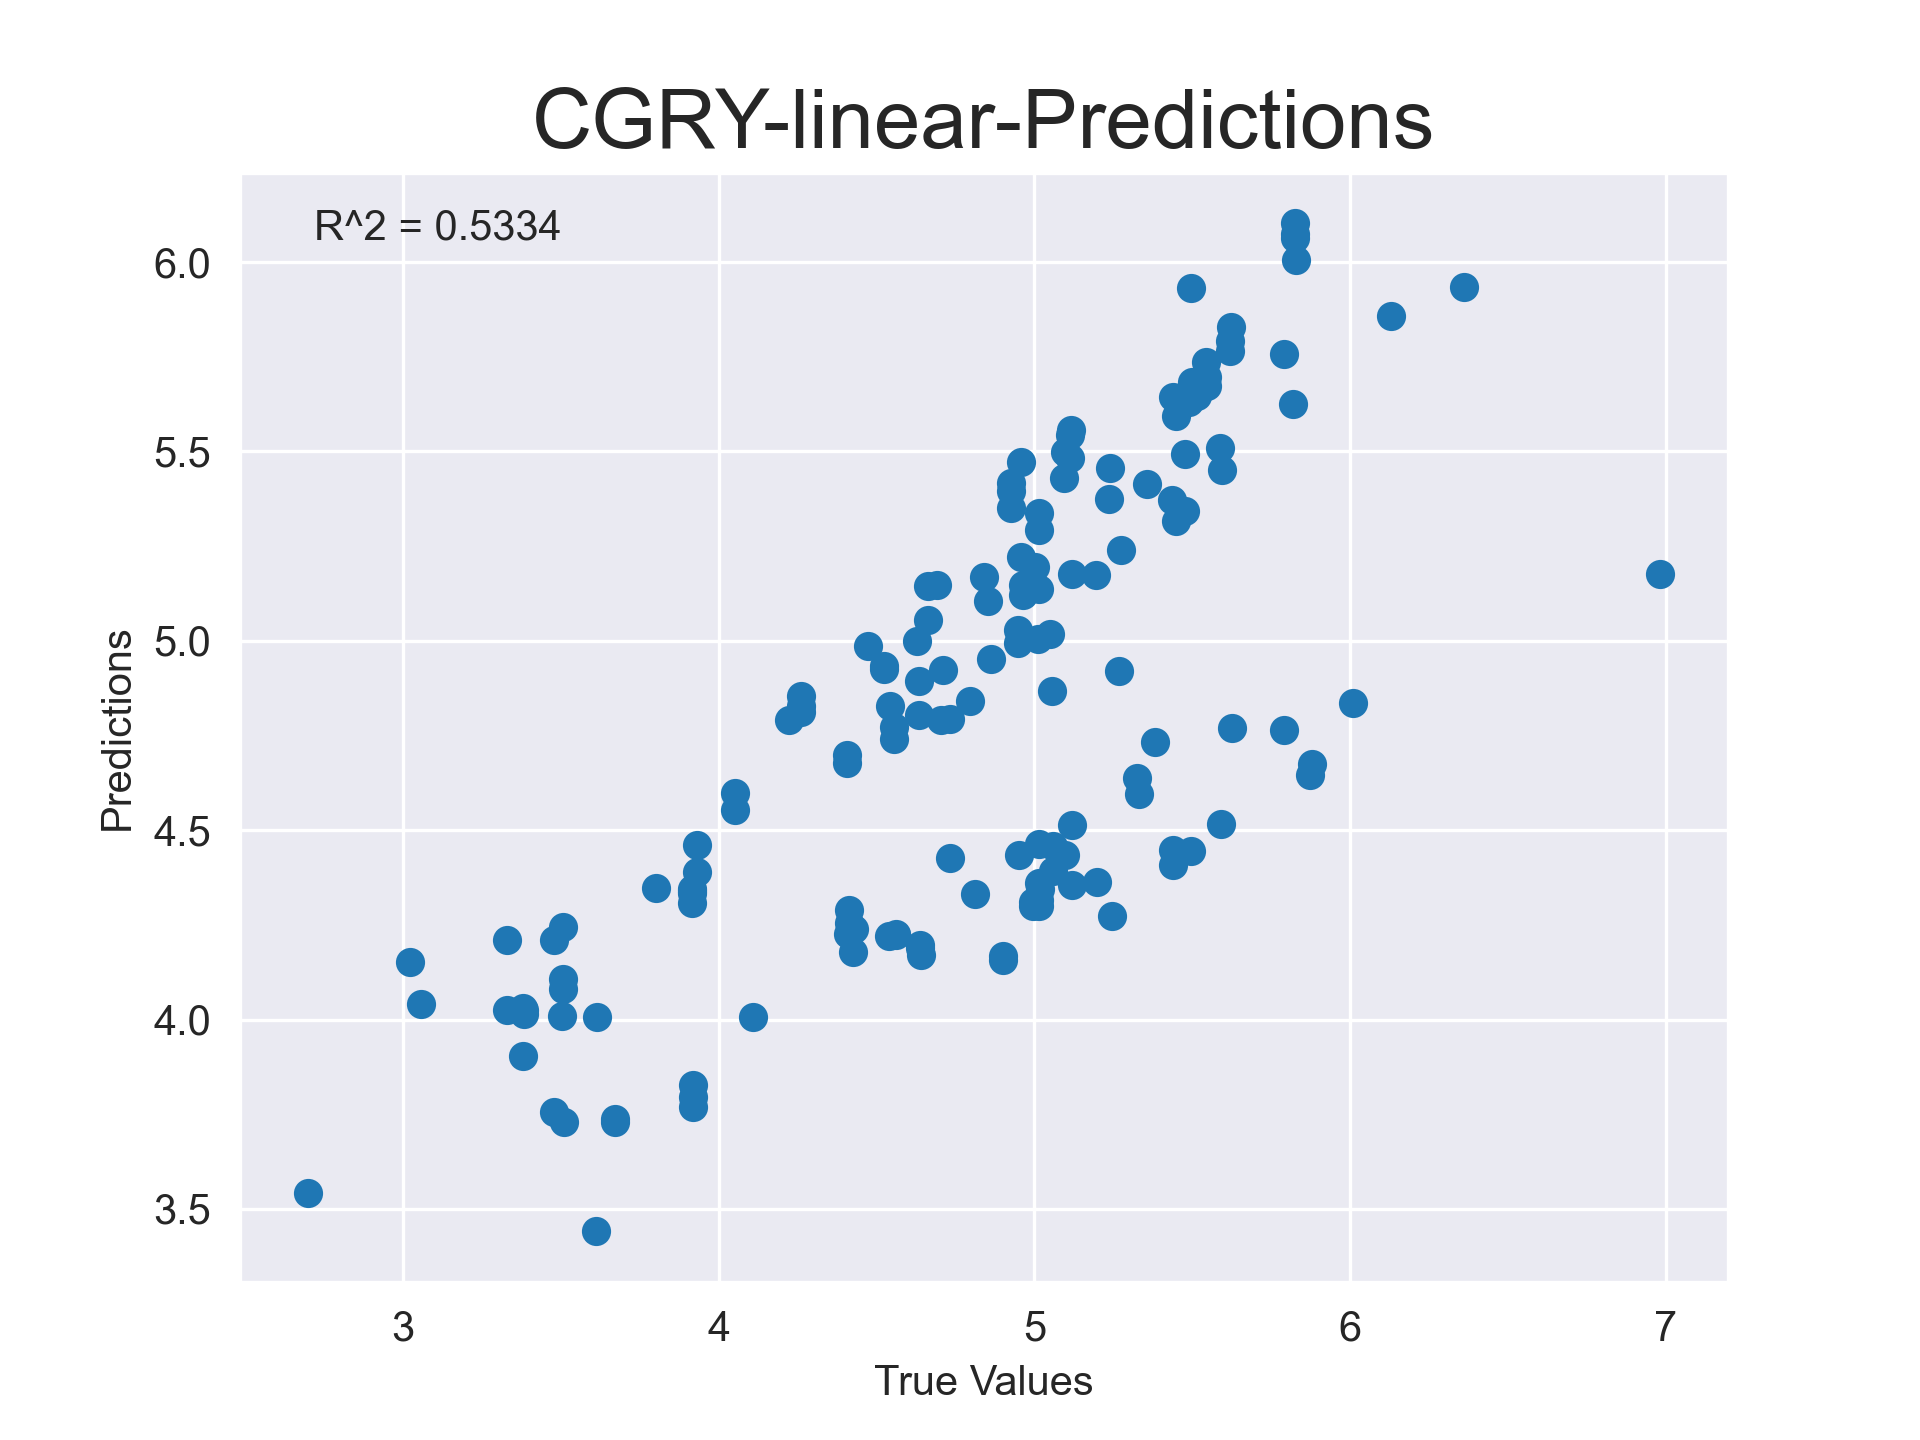 CGRY-linear-Predictions
R^2 = 0.5334
6.0
5.5
5.0
4.5
4.0
3.5
Predictions
3 4 5 6 7
True Values